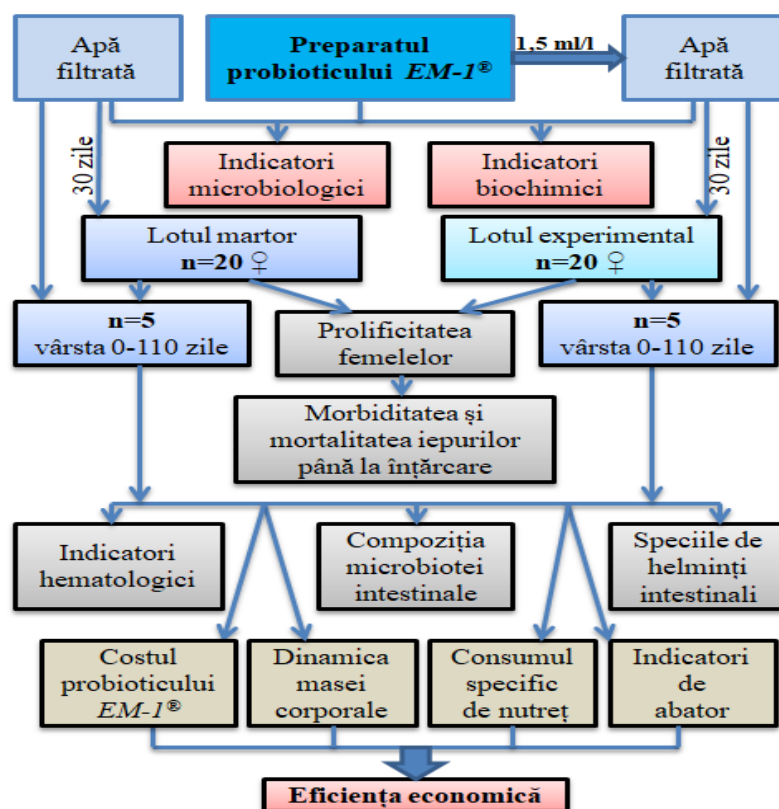 Apă
filtrată
Preparatul
probioticului EM-1®
1,5 ml/l
Apă
filtrată
30 zile
Indicatori
microbiologici
Indicatori
biochimici
30 zile
Lotul martor
n=20 ♀
Lotul experimental
n=20 ♀
n=5
vârsta 0-110 zile
Prolificitatea
femelelor
n=5
vârsta 0-110 zile
Morbiditatea și
mortalitatea iepurilor
până la înțărcare
Indicatori
hematologici
Compoziția
microbiotei
intestinale
Speciile de
helminți
intestinali
Costul
probioticului
EM-1®
Dinamica
masei
corporale
Consumul
specific
de nutreț
Indicatori
de
abator
Eficiența economică